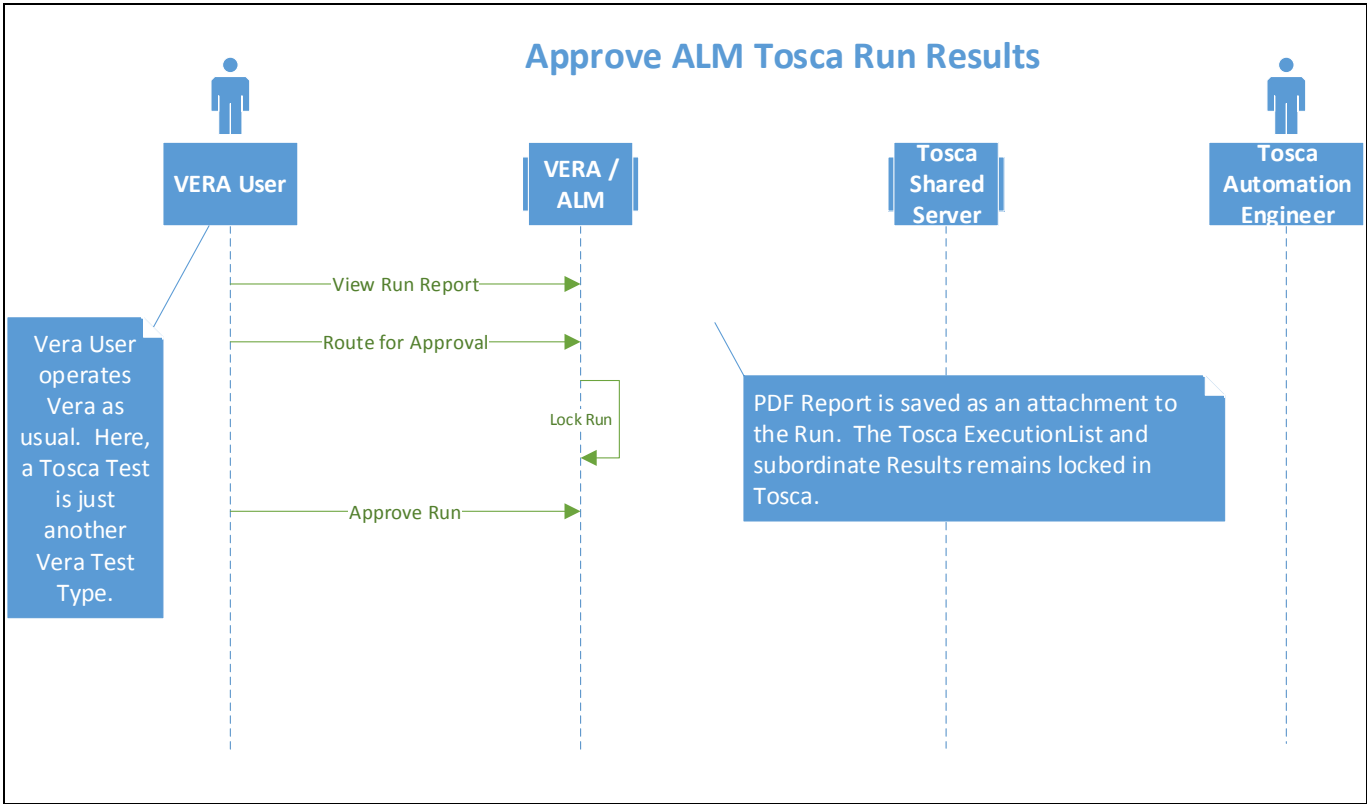 Approve ALM Tosca Run Results
VERA User
VERA /
ALM
Tosca
Shared
Server
Tosca
Automation
Engineer
View Run Report
Route for Approval
Lock Run
Approve Run
Vera User
operates
Vera as
usual.  Here,
a Tosca Test
is just
another
Vera Test
Type.
PDF Report is saved as an attachment to
the Run.  The Tosca ExecutionList and
subordinate Results remains locked in
Tosca.